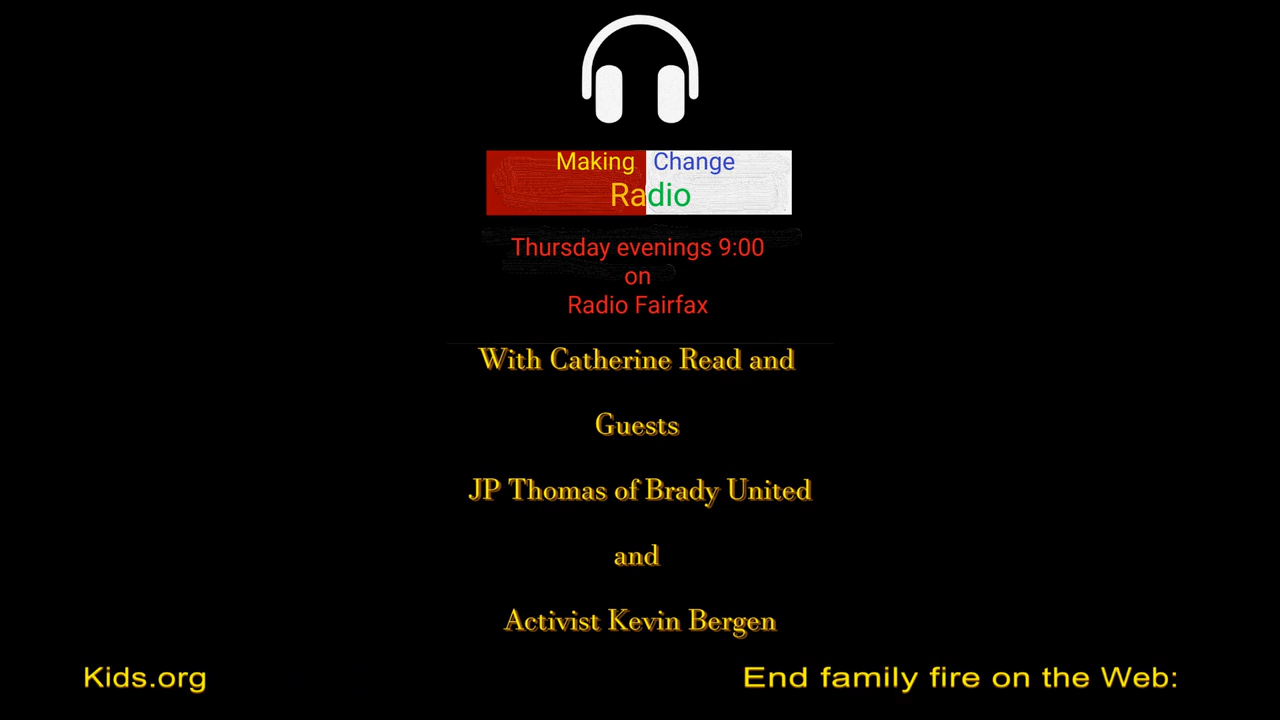 Making Change
Radio
Thursday evenings 9:00
on
Radio Fairfax
With Catherine Read and
Guests
JP Thomas of Brady United
and
Activist Kevin Bergen
Kids.org End family fire on the Web: